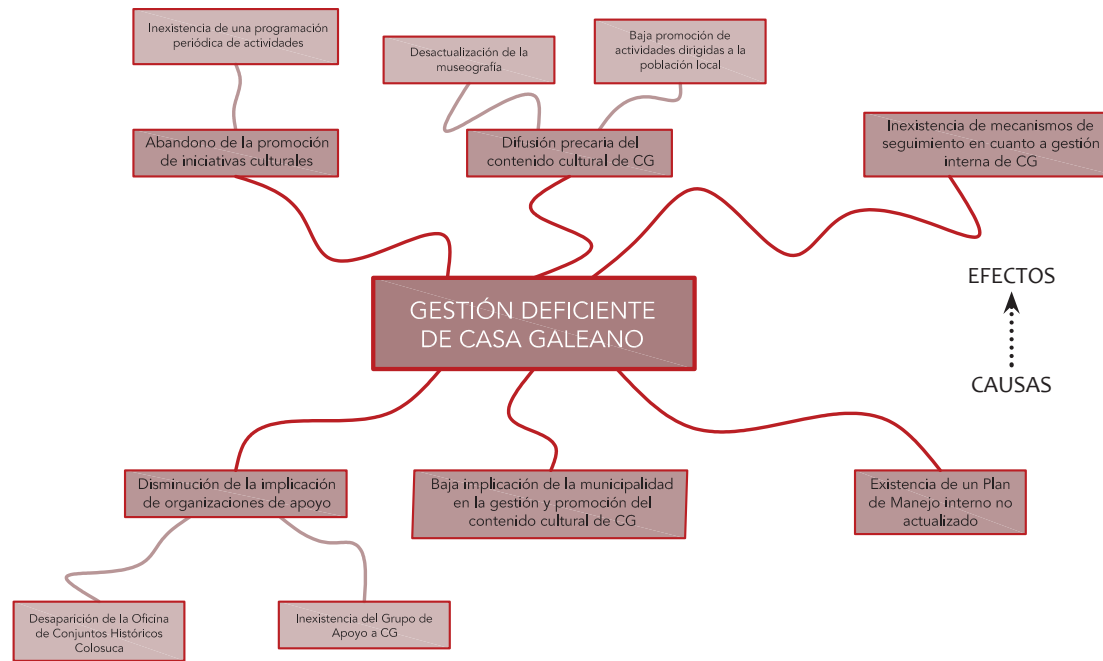 Inexistencia de una programación
periódica de actividades
Desactualización de la
museografía
Baja promoción de
actividades dirigidas a la
población local
Abandono de la promoción
de iniciativas culturales
Difusión precaria del
contenido cultural de CG
Inexistencia de mecanismos de
seguimiento en cuanto a gestión
interna de CG
GESTIÓN DEFICIENTE
DE CASA GALEANO
EFECTOS
CAUSAS
Disminución de la implicación
de organizaciones de apoyo
Baja implicación de la municipalidad
en la gestión y promoción del
contenido cultural de CG
Existencia de un Plan
de Manejo interno no
actualizado
Desaparición de la Oficina
de Conjuntos Históricos
Colosuca
Inexistencia del Grupo de
Apoyo a CG